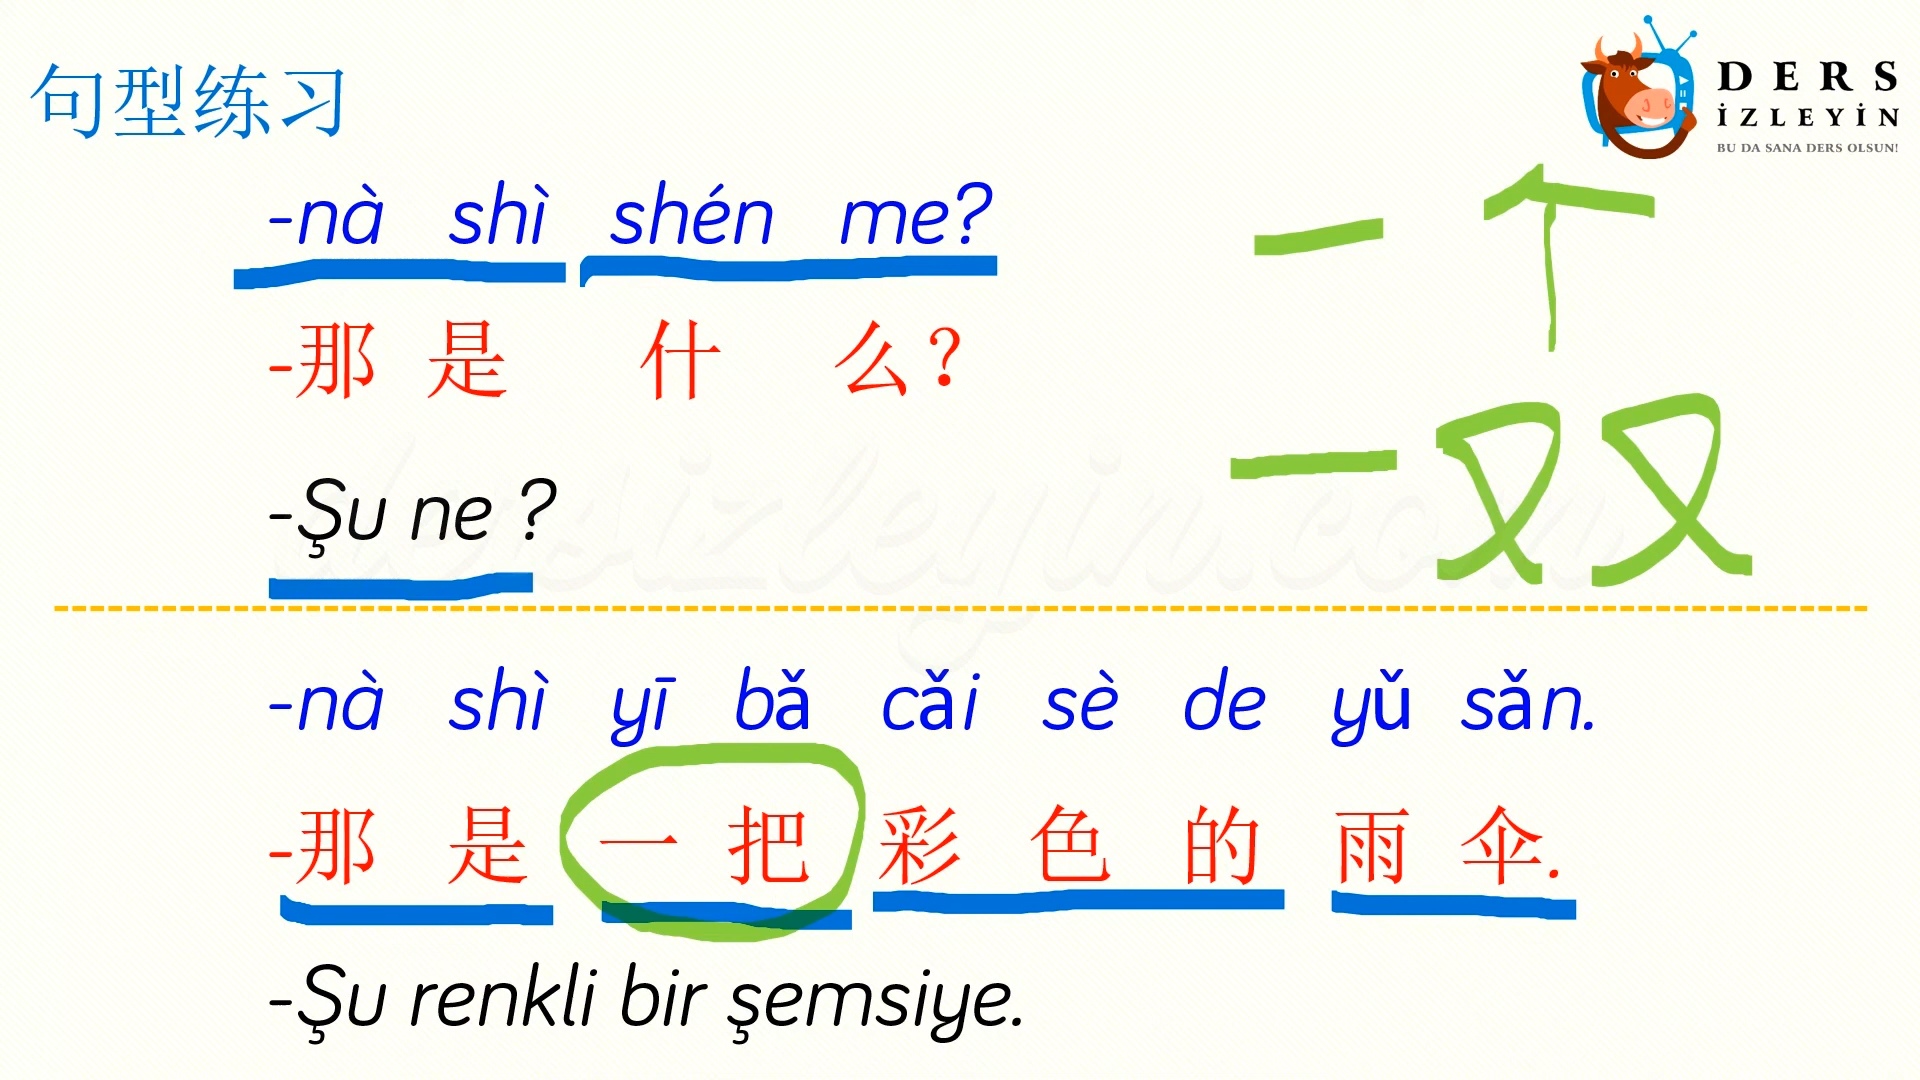 句型练习
DERS
İZLEYİN
BU DA SANA DERS OLSUN!
-nà shì shén me?
-那 是 什 么?
-Şu ne ?
一个
一双
dersizleyin.com
-nà shì yī bǎ cǎi sè de yǔ sǎn.
-那 是 一 把 彩 色 的 雨 伞.
-Şu renkli bir şemsiye.